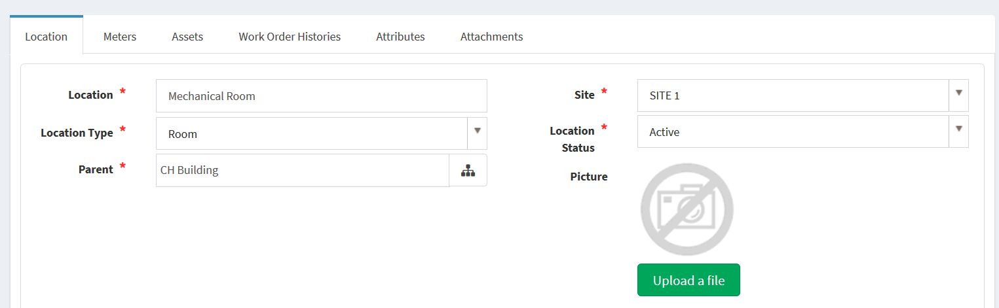 Location Meters Assets Work Order Histories Attributes Attachments
Location * Mechanical Room
Location Type * Room
Parent * CH Building
Site * SITE 1
Location * Active
Status
Picture
Upload a file